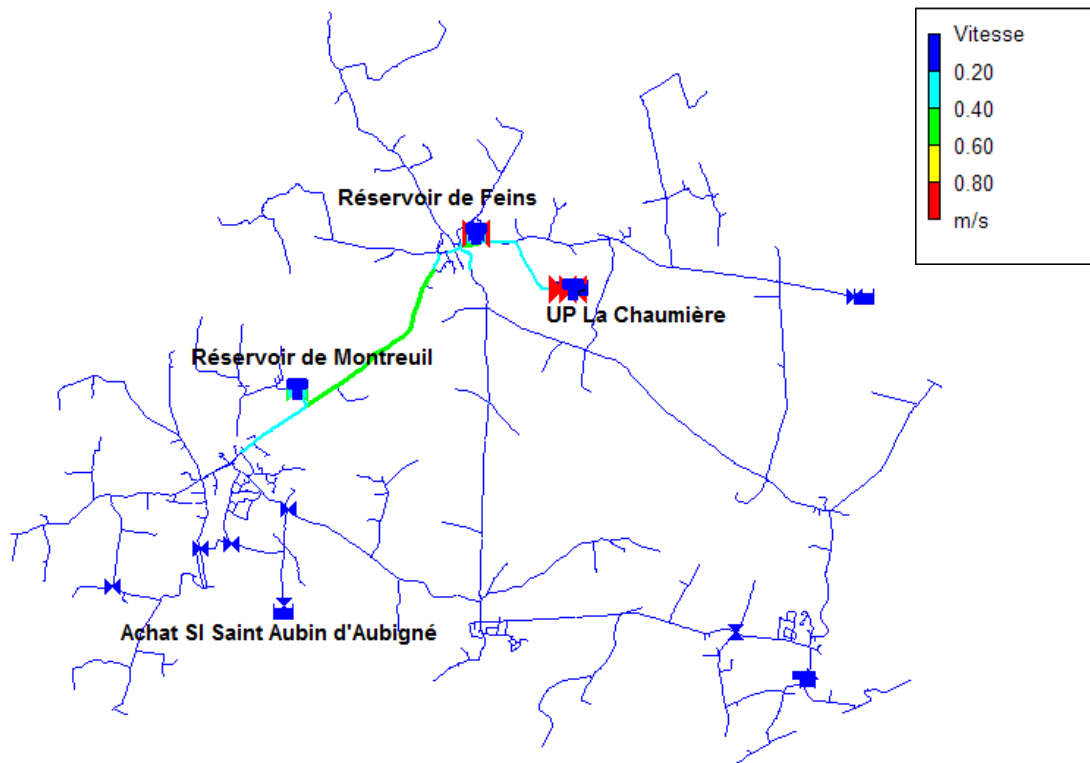 Vitesse
0.20
0.40
0.60
0.80
m/s
Réservoir de Feins
UP La Chaumière
Réservoir de Montreuil
Achat SI Saint Aubin d'Aubigné